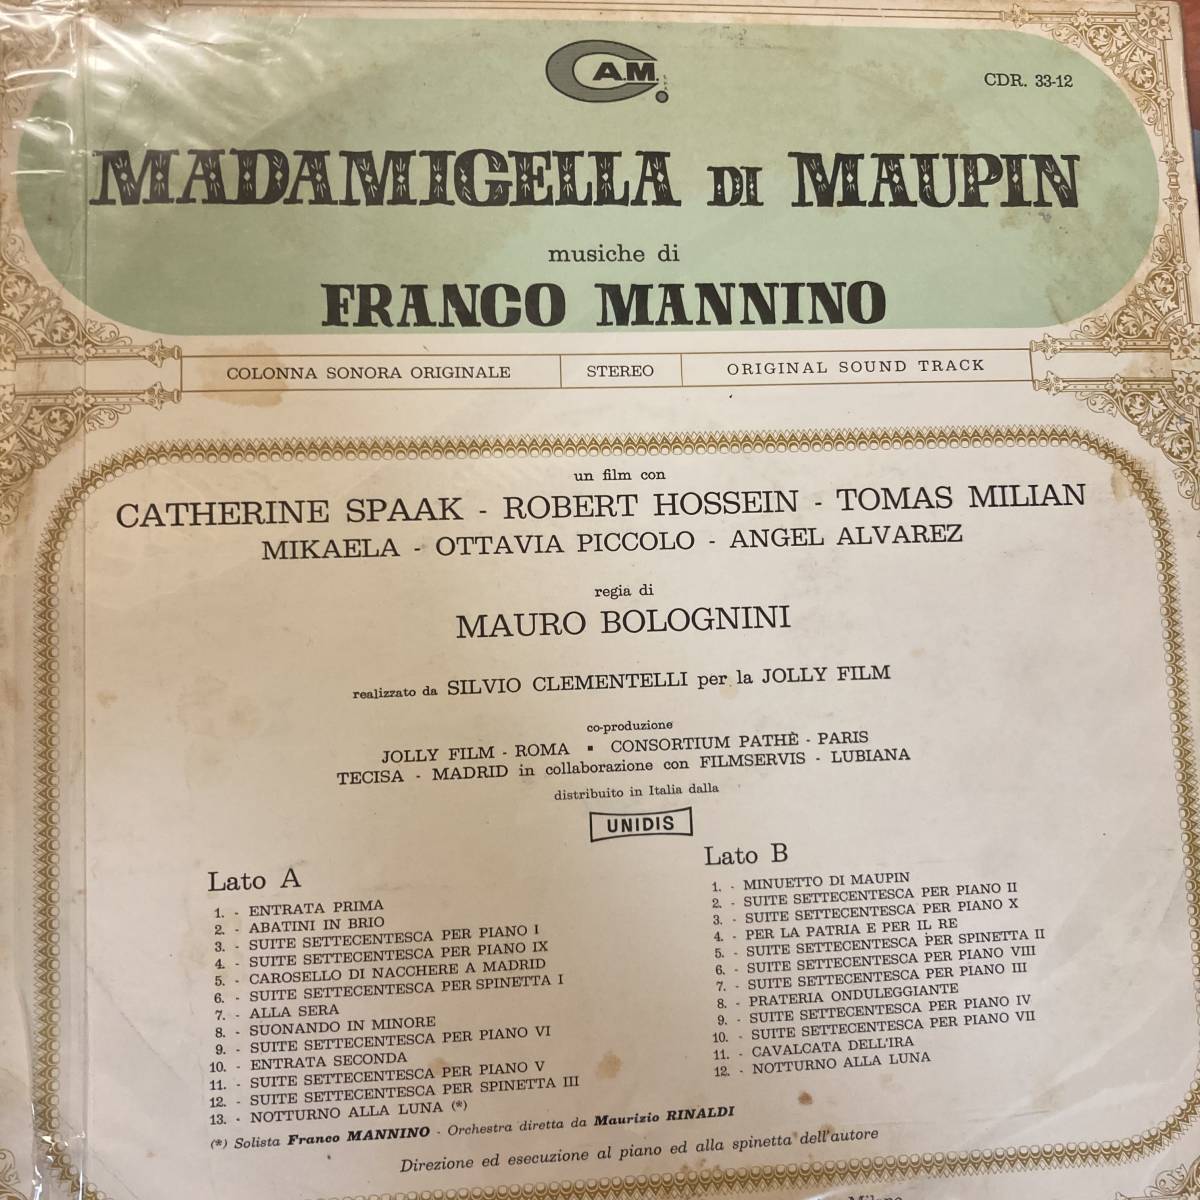 CAM.
CDR. 33-12
MADAMIGELLA DI MAUPIN
musiche di
FRANCO MANNINO
COLONNA SONORA ORIGINALE
STEREO
ORIGINAL SOUND TRACK
un film con
CATHERINE SPAAK - ROBERT HOSSEIN - TOMAS MILIAN
MIKAELA - OTTAVIA PICCOLO - ANGEL ALVAREZ
regia di
MAURO BOLOGNINI
realizzato da SILVIO CLEMENTELLI per la JOLLY FILM
co-produzione
JOLLY FILM - ROMA ▪ CONSORTIUM PATHÈ - PARIS
TECISA - MADRID in collaborazione con FILMSERVIS - LUBIANA
distribuito in Italia dalla
UNIDIS
Lato A
1. - ENTRATA PRIMA
2. - ABATINI IN BRIO
3. - SUITE SETTECENTESCA PER PIANO I
4. - SUITE SETTECENTESCA PER PIANO IX
5. - CAROSELLO DI NACCHERE A MADRID
6. - SUITE SETTECENTESCA PER SPINETTA I
7. - ALLA SERA
8. - SUONANDO IN MINORE
9. - SUITE SETTECENTESCA PER PIANO VI
10. - ENTRATA SECONDA
11. - SUITE SETTECENTESCA PER PIANO V
12. - SUITE SETTECENTESCA PER SPINETTA III
13. - NOTTURNO ALLA LUNA (*)
Lato B
1. - MINUETTO DI MAUPIN
2. - SUITE SETTECENTESCA PER PIANO II
3. - SUITE SETTECENTESCA PER PIANO X
4. - PER LA PATRIA E PER IL RE
5. - SUITE SETTECENTESCA PER SPINETTA II
6. - SUITE SETTECENTESCA PER PIANO VIII
7. - SUITE SETTECENTESCA PER PIANO III
8. - PRATERIA ONDULEGGIANTE
9. - SUITE SETTECENTESCA PER PIANO IV
10. - SUITE SETTECENTESCA PER PIANO VII
11. - CAVALCATA DELL'IRA
12. - NOTTURNO ALLA LUNA
(*) Solista Franco MANNINO - Orchestra diretta da Maurizio RINALDI
Direzione ed esecuzione al piano ed alla spinetta dell'autore